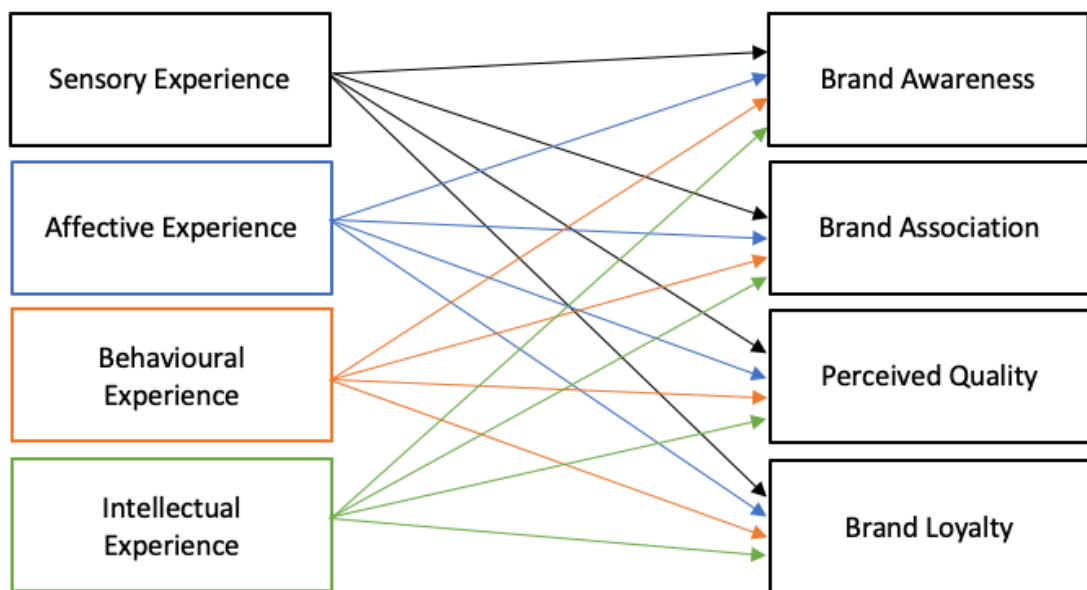 Sensory Experience
Brand Awareness
Affective Experience
Brand Association
Behavioural
Experience
Perceived Quality
Intellectual
Experience
Brand Loyalty